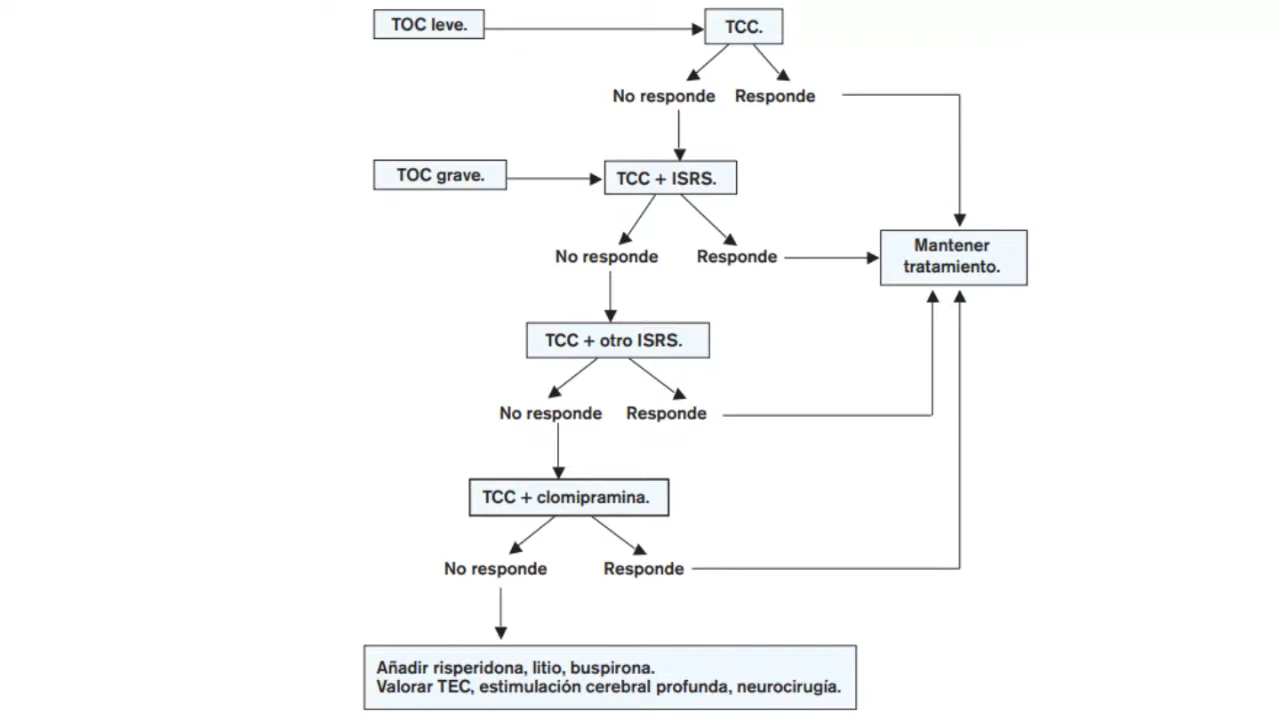 TOC leve.
TCC.
No responde
Responde
TOC grave.
TCC + ISRS.
No responde
Responde
Mantener
tratamiento.
TCC + otro ISRS.
No responde
Responde
TCC + clomipramina.
No responde
Responde
Añadir risperidona, litio, buspirona.
Valorar TEC, estimulación cerebral profunda, neurocirugía.